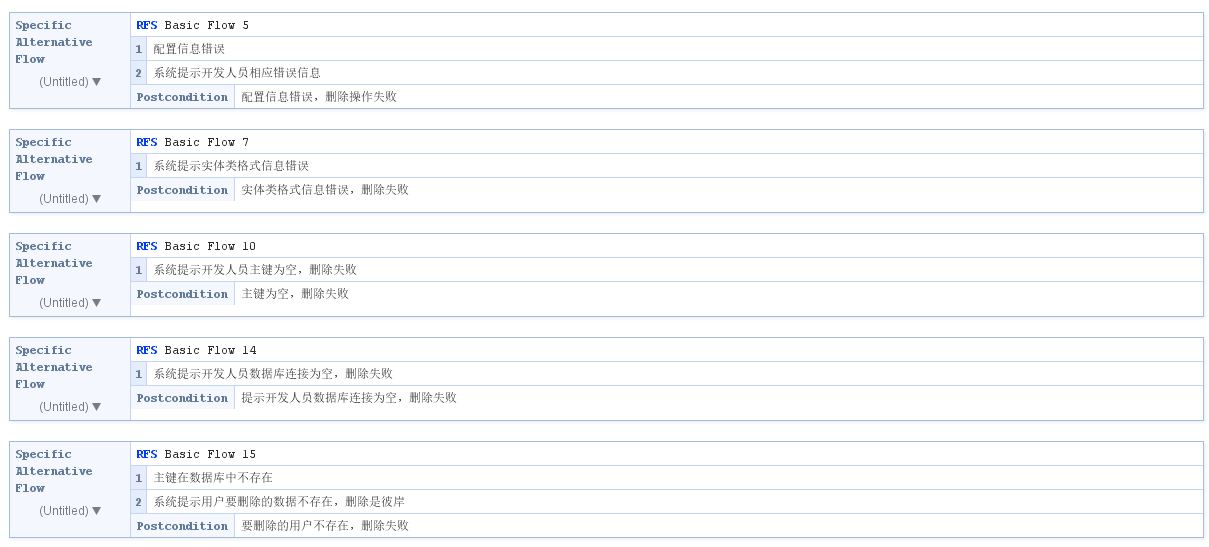 Specific
Alternative
Flow
(Untitled) ▼
RFS Basic Flow 5
1 配置信息错误
2 系统提示开发人员相应错误信息
Postcondition 配置信息错误，删除操作失败
Specific
Alternative
Flow
(Untitled) ▼
RFS Basic Flow 7
1 系统提示实体类格式信息错误
Postcondition 实体类格式信息错误，删除失败
Specific
Alternative
Flow
(Untitled) ▼
RFS Basic Flow 10
1 系统提示开发人员主键为空，删除失败
Postcondition 主键为空，删除失败
Specific
Alternative
Flow
(Untitled) ▼
RFS Basic Flow 14
1 系统提示开发人员数据库连接为空，删除失败
Postcondition 提示开发人员数据库连接为空，删除失败
Specific
Alternative
Flow
(Untitled) ▼
RFS Basic Flow 15
1 主键在数据库中不存在
2 系统提示用户要删除的数据不存在，删除是彼岸
Postcondition 要删除的用户不存在，删除失败